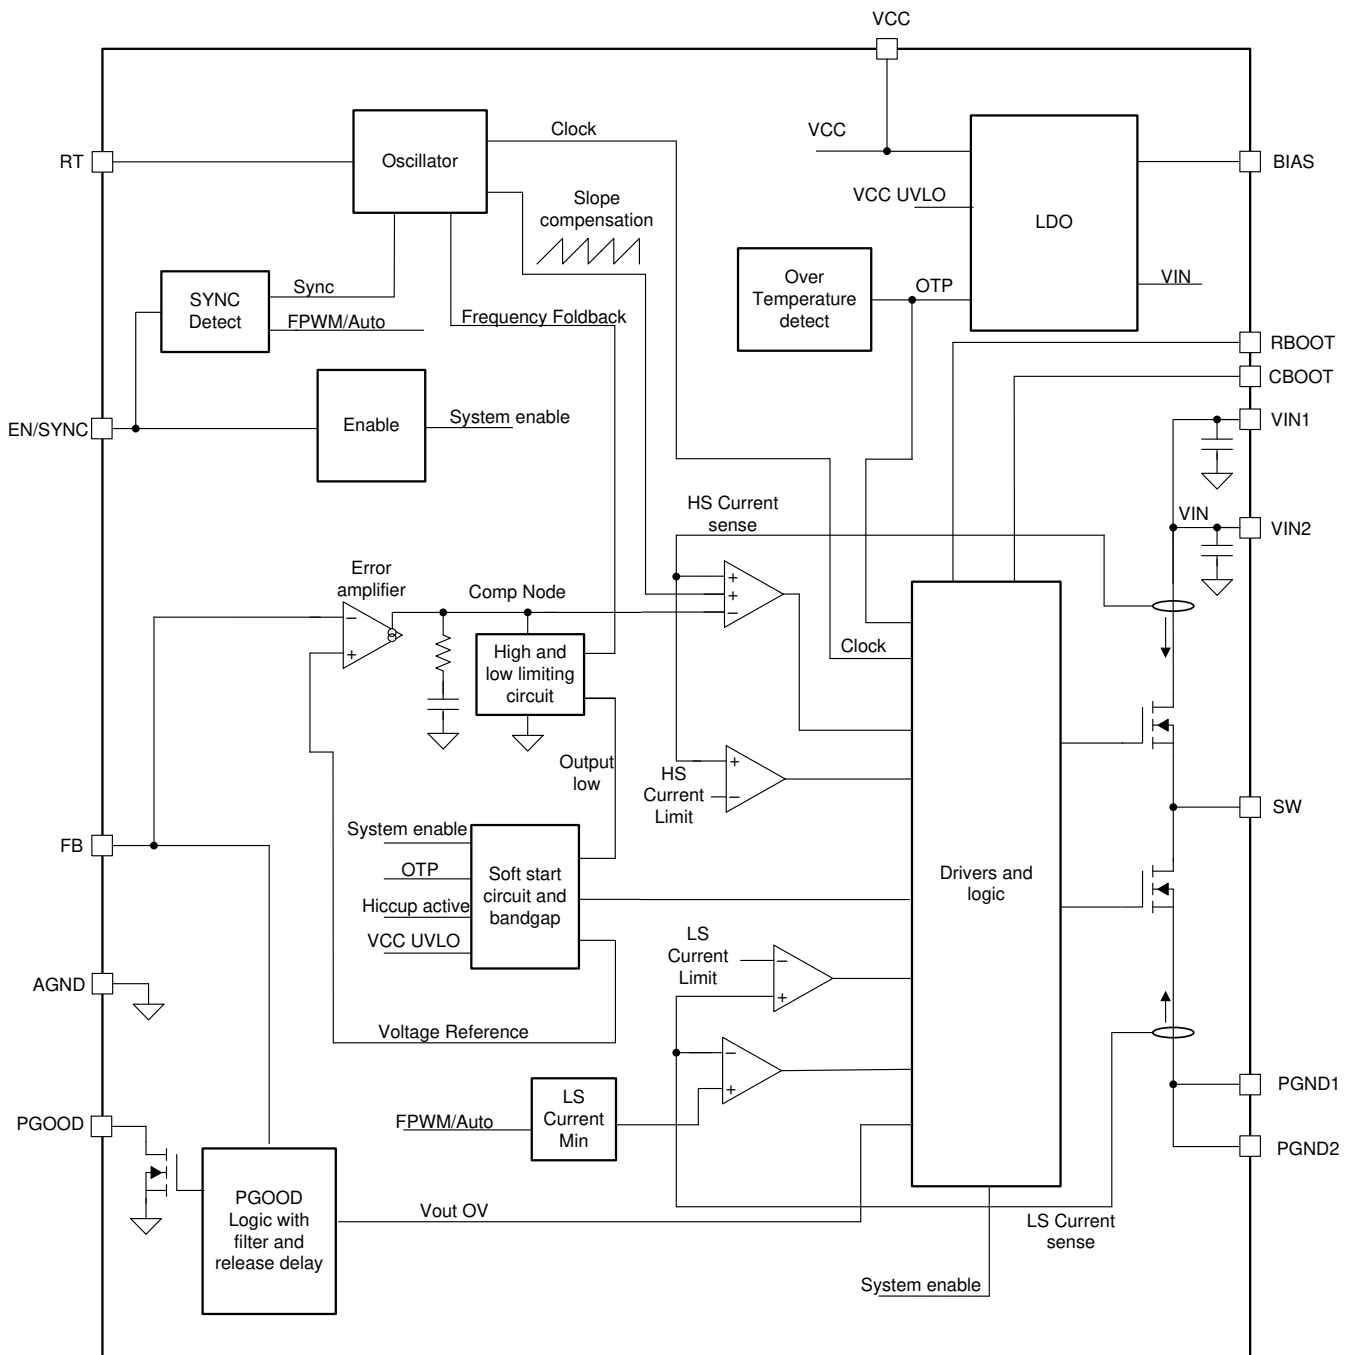 VCC
RT
Oscillator
Clock
VCC
BIAS
VCC UVLO
LDO
Slope
compensation
Over
Temperature
detect
OTP
VIN
SYNC
Detect
Sync
FPWM/Auto
Frequency Foldback
RBOOT
CBOOT
EN/SYNC
Enable
System enable
VIN1
HS Current
sense
VIN
VIN2
Error
amplifier
Comp Node
−
+
+
+
−
High and
low limiting
circuit
Clock
Output
low
HS
Current
Limit
+
−
SW
FB
System enable
OTP
Hiccup active
VCC UVLO
Soft start
circuit and
bandgap
Drivers and
logic
LS
Current
Limit
−
+
AGND
Voltage Reference
−
+
PGND1
PGOOD
FPWM/Auto
LS
Current
Min
PGND2
PGOOD
Logic with
filter and
release delay
Vout OV
LS Current
sense
System enable